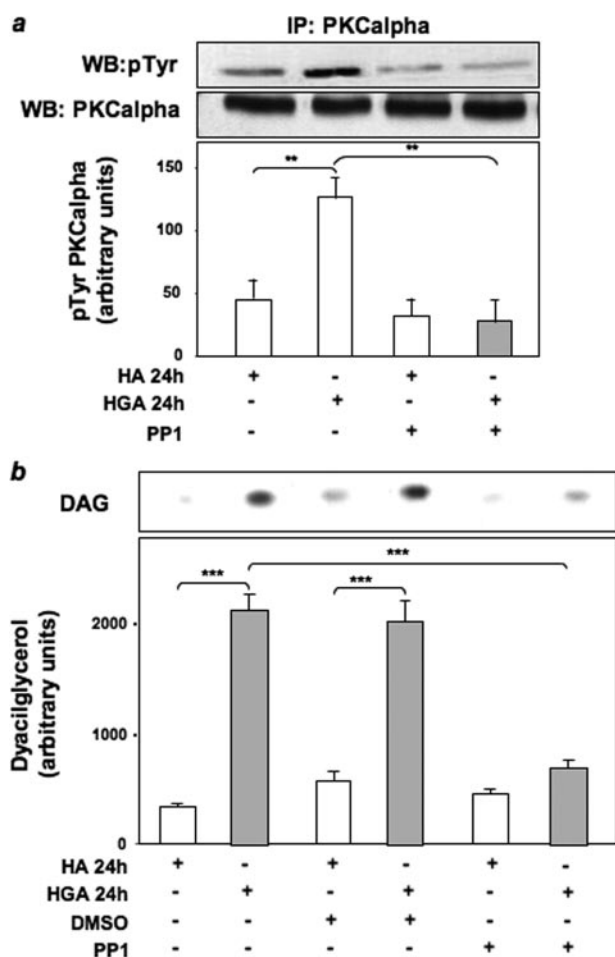 a
IP: PKCalpha
WB:pTyr
WB: PKCalpha
pTyr PKCalpha
(arbitrary units)
150
100
50
0
** **
HA 24h + - + -
HGA 24h - + - +
PP1 - - + +
b
DAG
Dyacilglycerol
(arbitrary units)
2000
1000
0
***
*** ***
HA 24h + - + - + -
HGA 24h - + - + - +
DMSO - - + + - -
PP1 - - - - + +